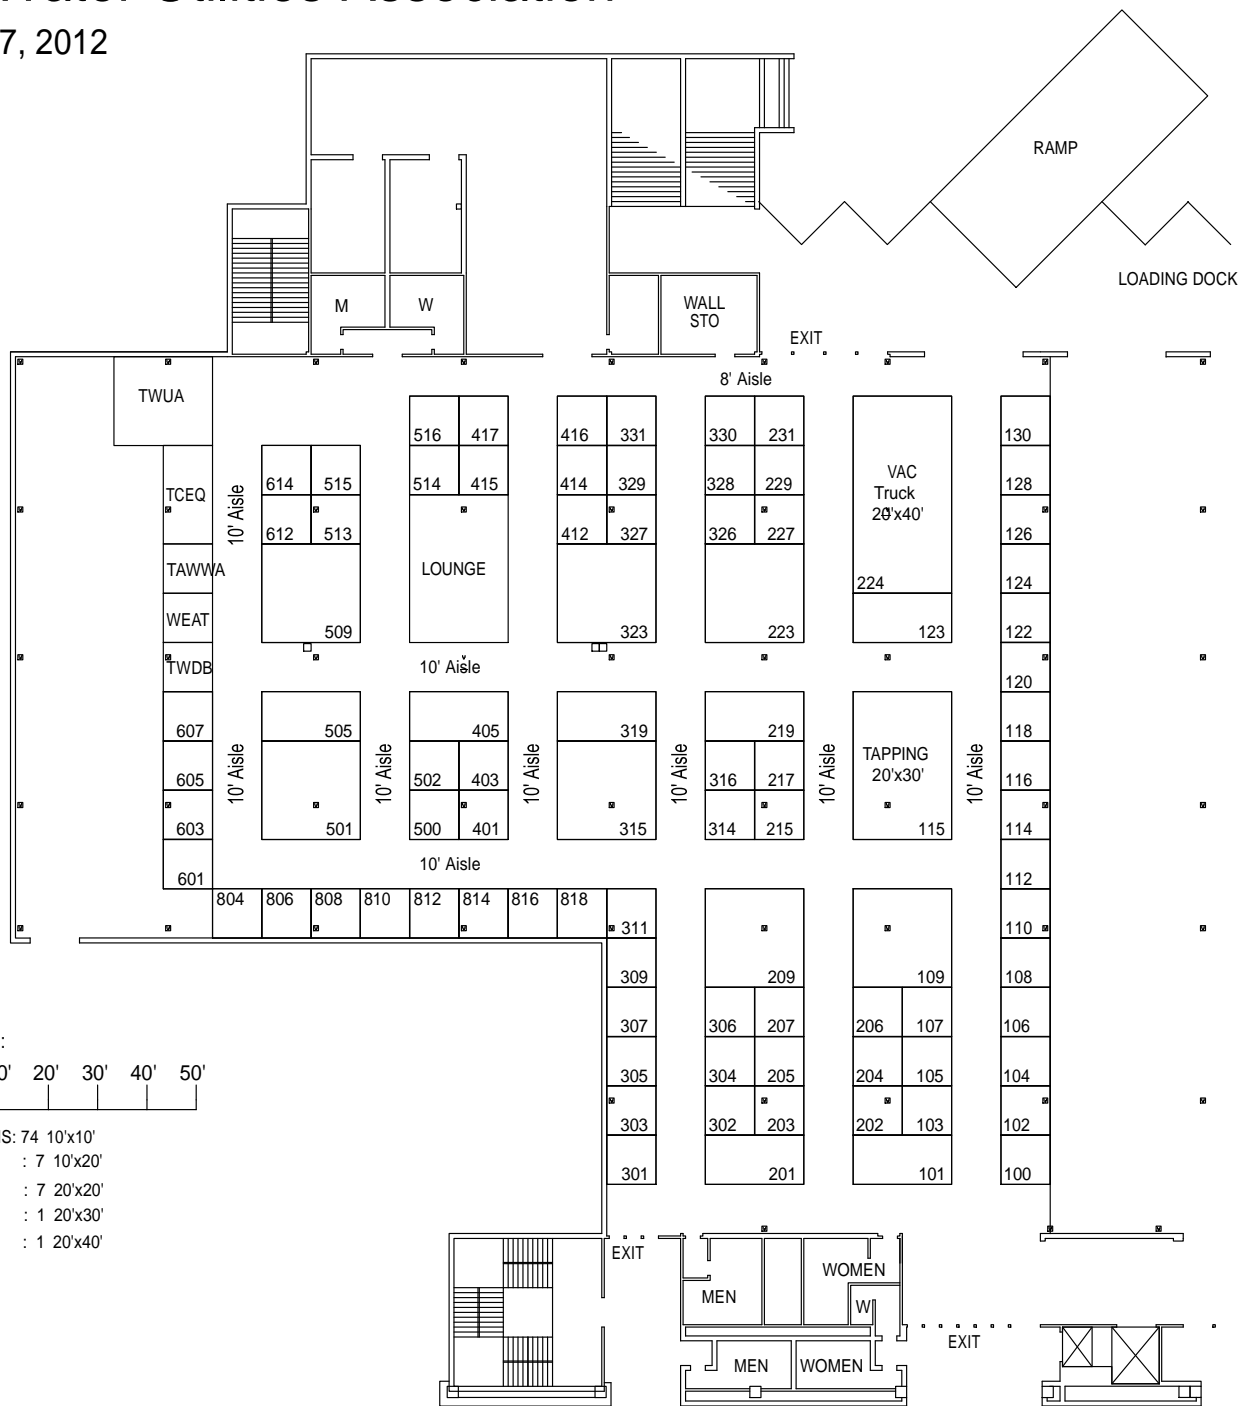 7, 2012
RAMP
LOADING DOCK
M
W
WALL
STO
EXIT
8' Aisle
TWUA
516 417
416 331
330 231
130
TCEQ
10' Aisle
614 515
514 415
414 329
328 229
VAC
Truck
20'x40'
128
612 513
412 327
326 227
126
TAWWA
LOUNGE
224
124
WEAT
509
323
223
123
122
TWDB
10' Aisle
120
607
505
405
319
219
118
10' Aisle
10' Aisle
10' Aisle
10' Aisle
10' Aisle
10' Aisle
605
502 403
316 217
TAPPING
20'x30'
116
603
501
500 401
315
314 215
115
114
10' Aisle
601
112
804 806 808 810 812 814 816 818
311
110
309
209
109
108
307
306 207
206 107
106
305
304 205
204 105
104
303
302 203
202 103
102
301
201
101
100
:
0' 20' 30' 40' 50'
: 74 10'x10'
: 7 10'x20'
: 7 20'x20'
: 1 20'x30'
: 1 20'x40'
EXIT
MEN
WOMEN
W
EXIT
MEN
WOMEN